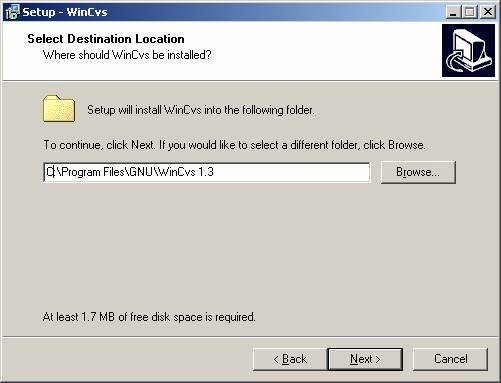 Setup - WinCvs
Select Destination Location
Where should WinCvs be installed?
Setup will install WinCvs into the following folder.
To continue, click Next. If you would like to select a different folder, click Browse.
C:\Program Files\GNU\WinCvs 1.3
Browse...
At least 1.7 MB of free disk space is required.
< Back
Next >
Cancel